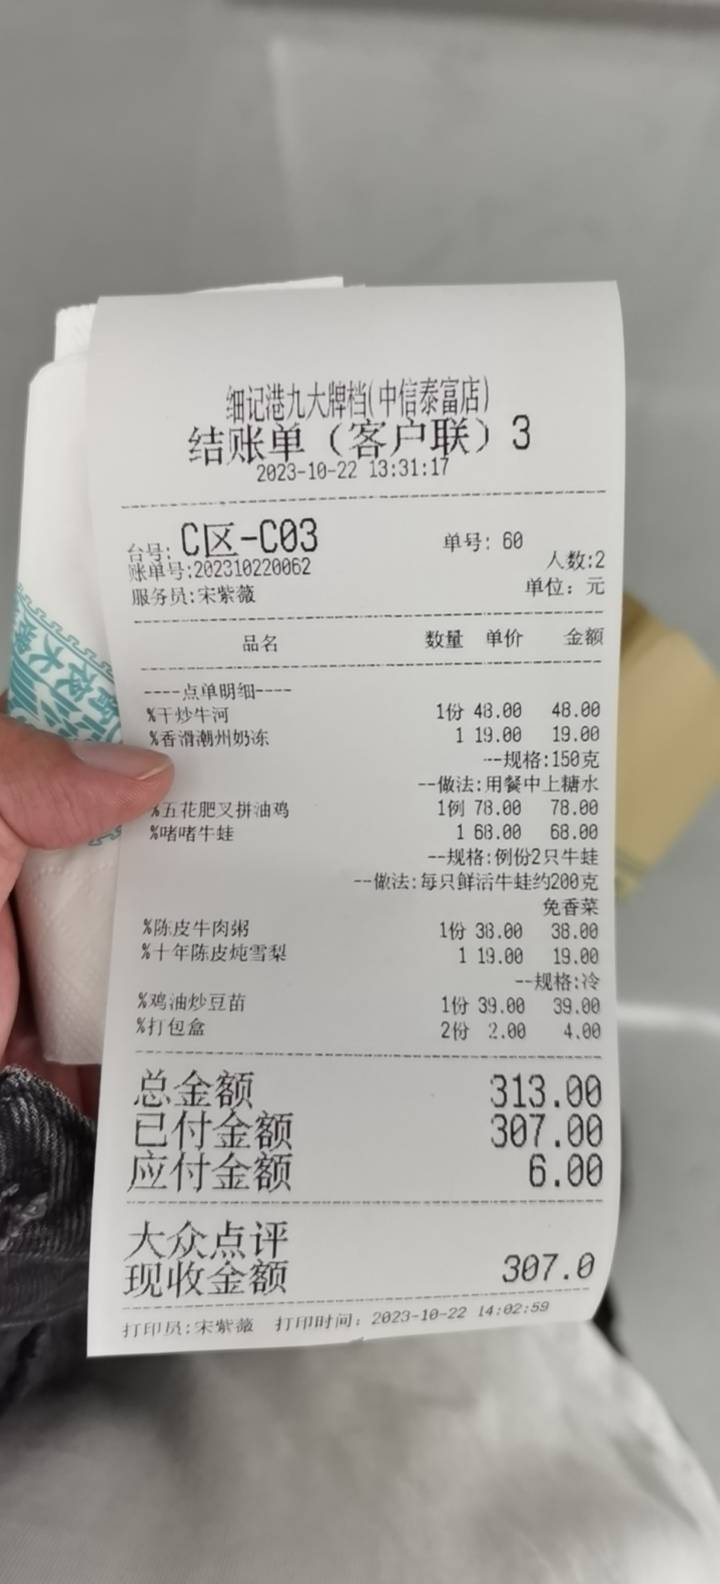 细记港九大牌档(中信泰富店)
结账单（客户联）3
2023-10-22 13:31:17
台号: C区-C03 单号: 60
账单号:202310220062 人数:2
服务员:宋紫薇 单位: 元
品名 数量 单价 金额
----点单明细----
%干炒牛河 1份 48.00 48.00
%香滑潮州奶冻 1 19.00 19.00
--规格:150克
--做法:用餐中上糖水
%五花肥叉拼油鸡 1例 78.00 78.00
%啫啫牛蛙 1 68.00 68.00
--规格:例份2只牛蛙
--做法:每只鲜活牛蛙约200克
免香菜
%陈皮牛肉粥 1份 38.00 38.00
%十年陈皮炖雪梨 1 19.00 19.00
--规格:冷
%鸡油炒豆苗 1份 39.00 39.00
%打包盒 2份 2.00 4.00
总金额 313.00
已付金额 307.00
应付金额 6.00
大众点评
现收金额 307.0
打印员:宋紫薇 打印时间: 2023-10-22 14:02:59